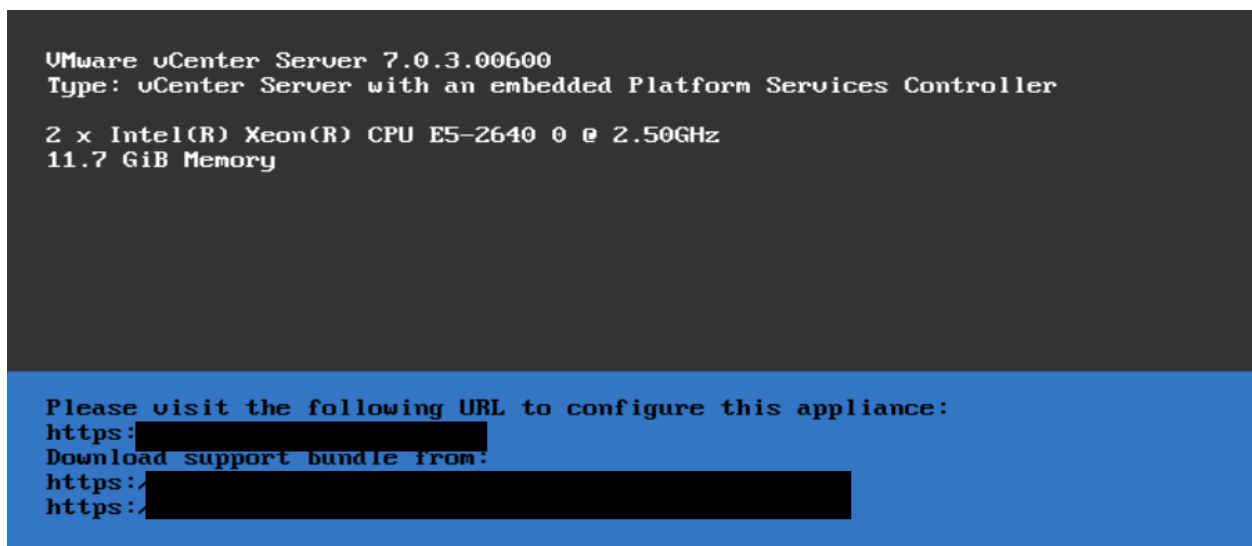 VMware vCenter Server 7.0.3.00600
Type: vCenter Server with an embedded Platform Services Controller
2 x Intel(R) Xeon(R) CPU E5-2640 0 @ 2.50GHz
11.7 GiB Memory
Please visit the following URL to configure this appliance:
https:
Download support bundle from:
https:/
https:/